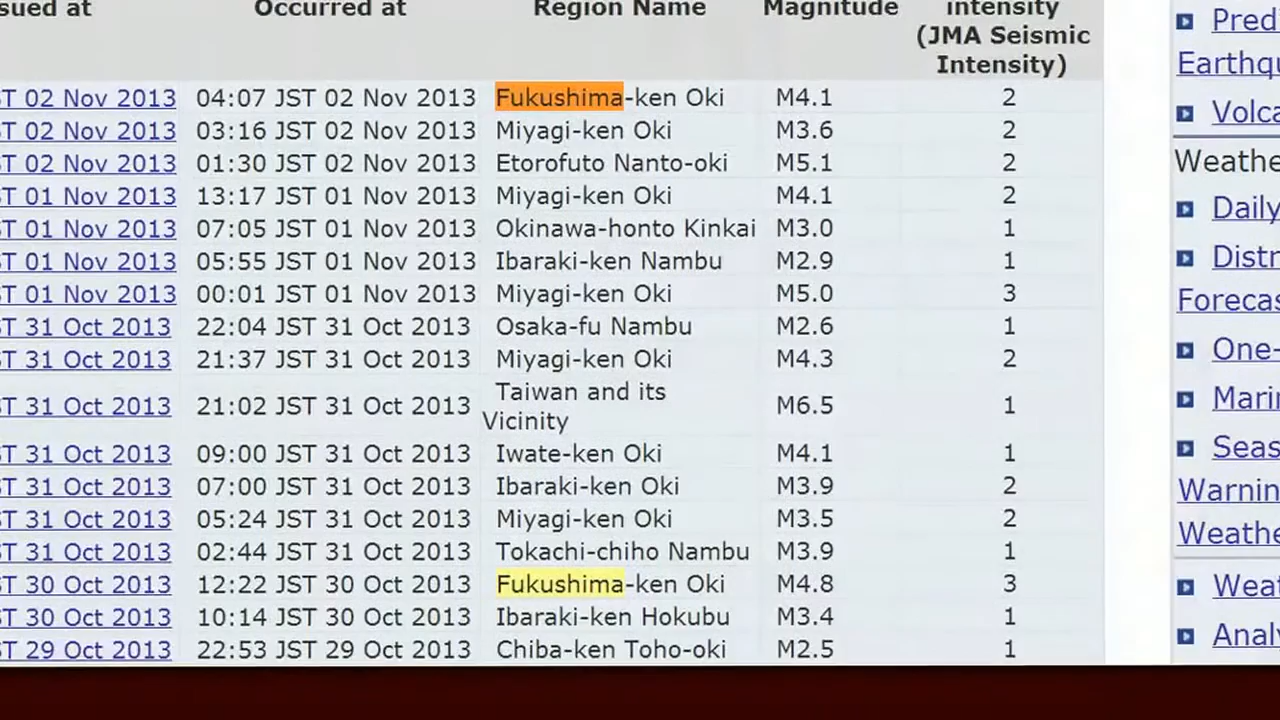 sued at Occurred at Region Name Magnitude intensity
(JMA Seismic
Intensity)
ST 02 Nov 2013 04:07 JST 02 Nov 2013 Fukushima-ken Oki M4.1 2
ST 02 Nov 2013 03:16 JST 02 Nov 2013 Miyagi-ken Oki M3.6 2
ST 02 Nov 2013 01:30 JST 02 Nov 2013 Etorofuto Nanto-oki M5.1 2
ST 01 Nov 2013 13:17 JST 01 Nov 2013 Miyagi-ken Oki M4.1 2
ST 01 Nov 2013 07:05 JST 01 Nov 2013 Okinawa-honto Kinkai M3.0 1
ST 01 Nov 2013 05:55 JST 01 Nov 2013 Ibaraki-ken Nambu M2.9 1
ST 01 Nov 2013 00:01 JST 01 Nov 2013 Miyagi-ken Oki M5.0 3
ST 31 Oct 2013 22:04 JST 31 Oct 2013 Osaka-fu Nambu M2.6 1
ST 31 Oct 2013 21:37 JST 31 Oct 2013 Miyagi-ken Oki M4.3 2
ST 31 Oct 2013 21:02 JST 31 Oct 2013 Taiwan and its M6.5 1
Vicinity
ST 31 Oct 2013 09:00 JST 31 Oct 2013 Iwate-ken Oki M4.1 1
ST 31 Oct 2013 07:00 JST 31 Oct 2013 Ibaraki-ken Oki M3.9 2
ST 31 Oct 2013 05:24 JST 31 Oct 2013 Miyagi-ken Oki M3.5 2
ST 31 Oct 2013 02:44 JST 31 Oct 2013 Tokachi-chiho Nambu M3.9 1
ST 30 Oct 2013 12:22 JST 30 Oct 2013 Fukushima-ken Oki M4.8 3
ST 30 Oct 2013 10:14 JST 30 Oct 2013 Ibaraki-ken Hokubu M3.4 1
ST 29 Oct 2013 22:53 JST 29 Oct 2013 Chiba-ken Toho-oki M2.5 1
Predi
Earthqu
Volca
Weathe
Daily
Distr
Forecas
One-
Marin
Seas
Warnin
Weathe
Weat
Analy